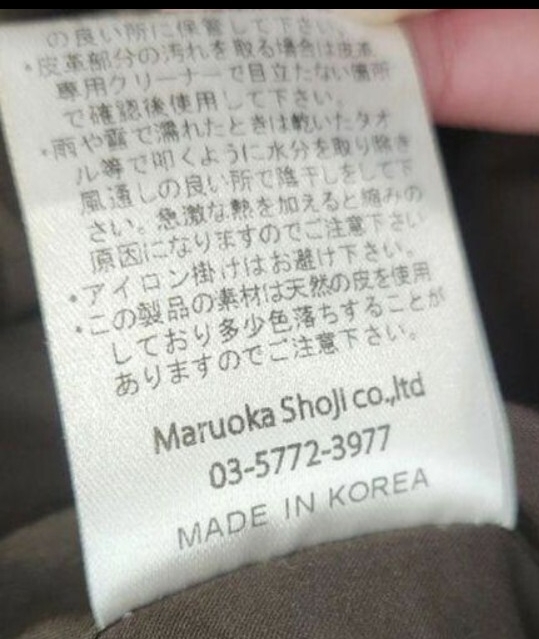 の良い所に保管して下さい。
・皮革部分の汚れを取る場合は皮革
専用クリーナーで目立たない箇所
で確認後使用して下さい。
・雨や雪で濡れたときは乾いたタオ
ル等で叩くように水分を取り除き
風通しの良い所で陰干しをして下
さい。急激な熱を加えると縮みの
原因になりますのでご注意下さい
・アイロン掛けはお避け下さい。
・この製品の素材は天然の皮を使用
しており多少色落ちすることが
ありますのでご注意下さい。
Maruoka Shoji co.,ltd
03-5772-3977
MADE IN KOREA